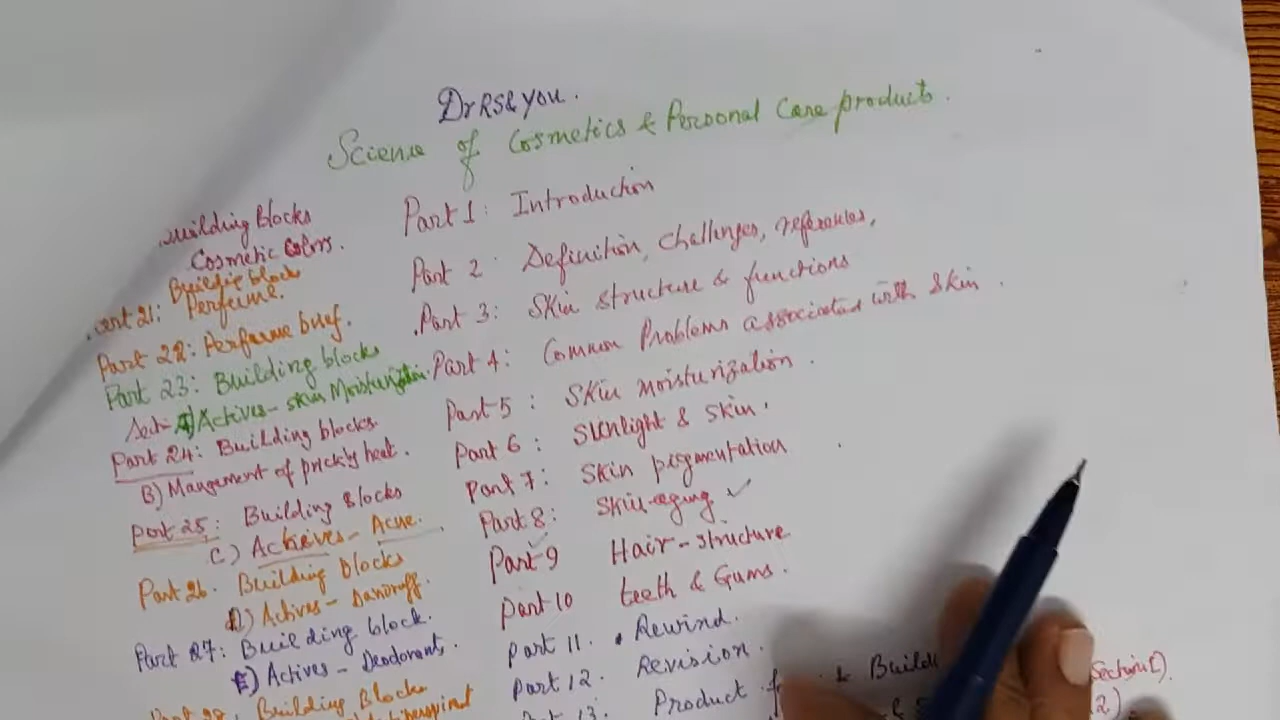 Dr RS & YOU.
Science of Cosmetics & Personal Care products.
Part 1: Introduction
Part 2 Definition, challenges, references,
Part 3: Skin structure & functions
Part 4: Common Problems associated with Skin.
Part 5: Skin moisturization.
Part 6: Sunlight & Skin.
Part 7: Skin pigmentation
Part 8: Skin-aging ✓
Part 9 Hair-structure
Part 10 teeth & Gums.
Part 11. Rewind.
Part 12. Revision.
Product & Build
Building blocks
Cosmetic Colors.
art 21: Building block
Perfume.
Part 22: Perfume brief.
Part 23: Building blocks
A) Actives- Skin Moisturization.
Part 24: Building blocks
B) Mangement of prickly heat.
Part 25: Building Blocks
C) Actives- Acne.
Part 26. Building blocks
D) Actives- Dandruff.
Part 27: Building block.
E) Actives- Deodorants.
Building Blocks